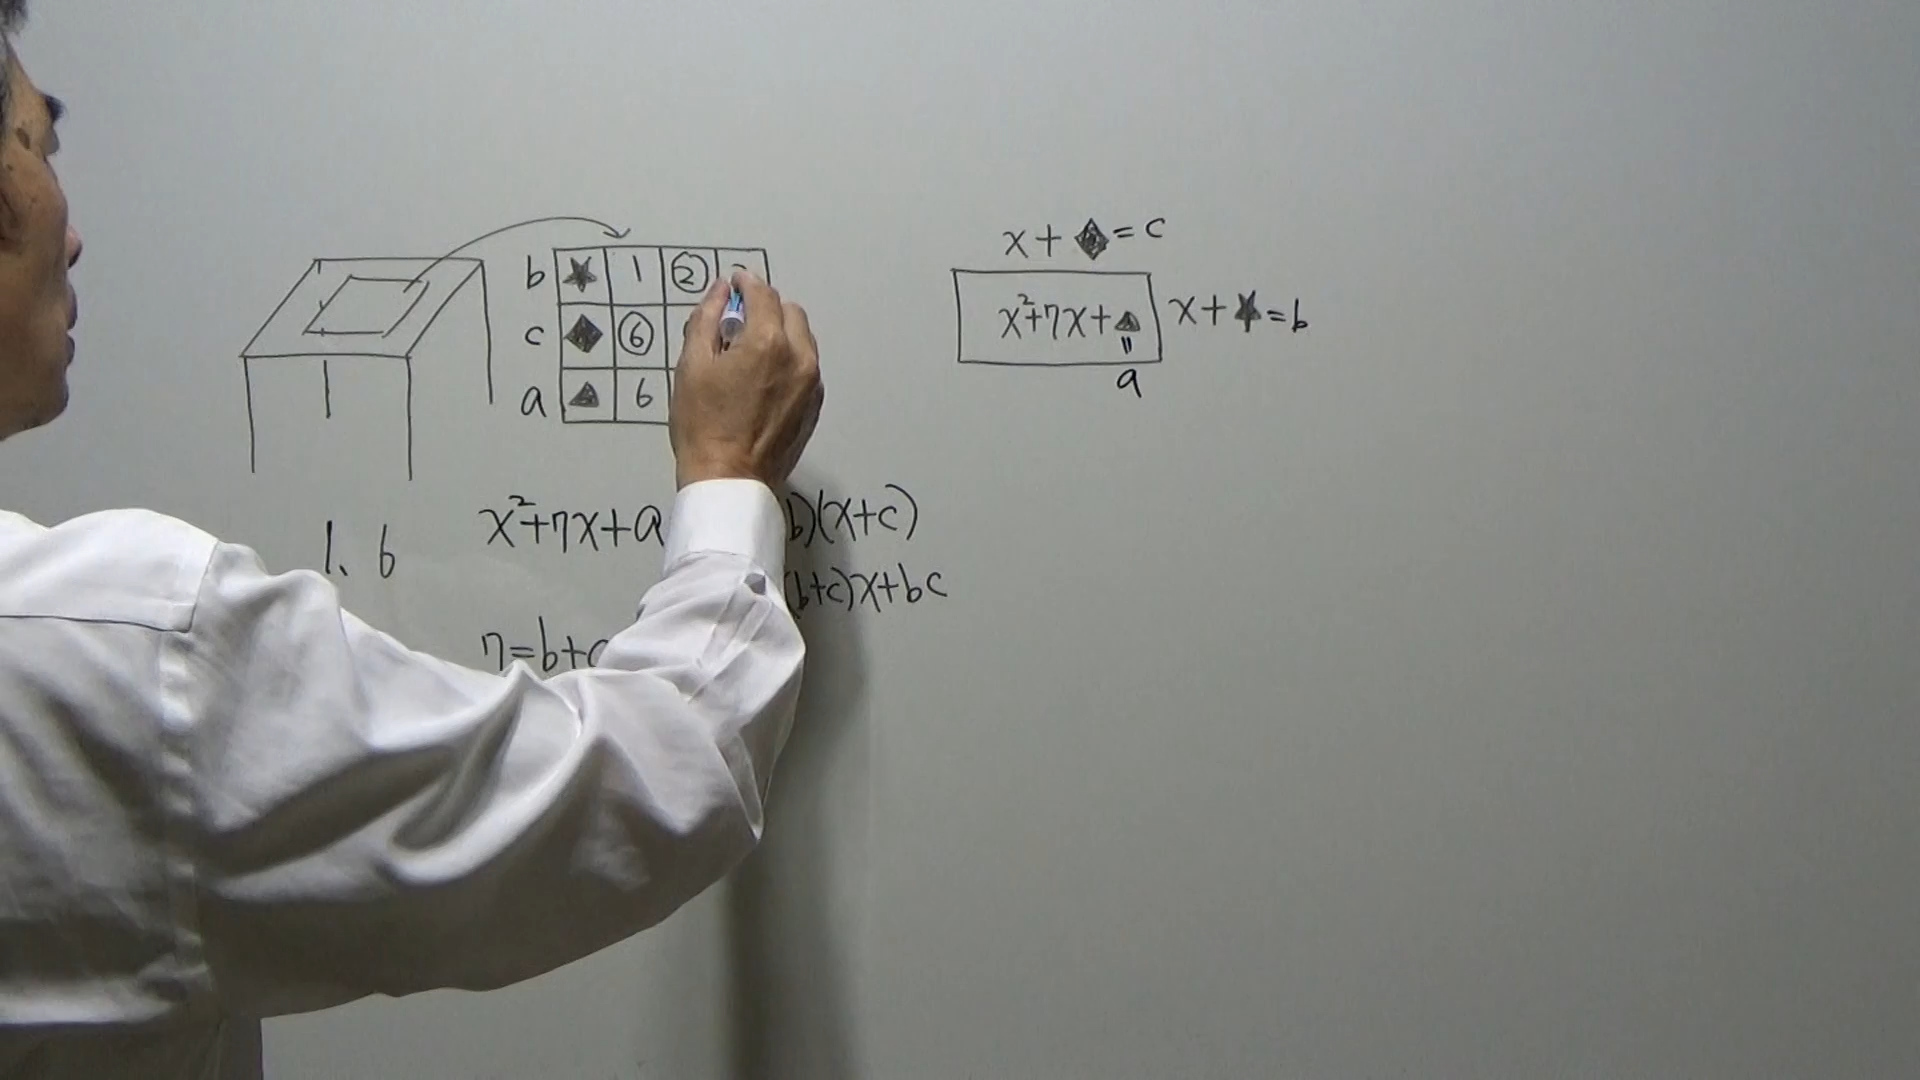 b ★ 1 ②
c ◆ ⑥
a ▲ 6
x+◆=c
x²+7x+▲ x+★=b
॥
a
x²+7x+a b)(x+c)
(b+c)x+bc
1、6
7=b+c